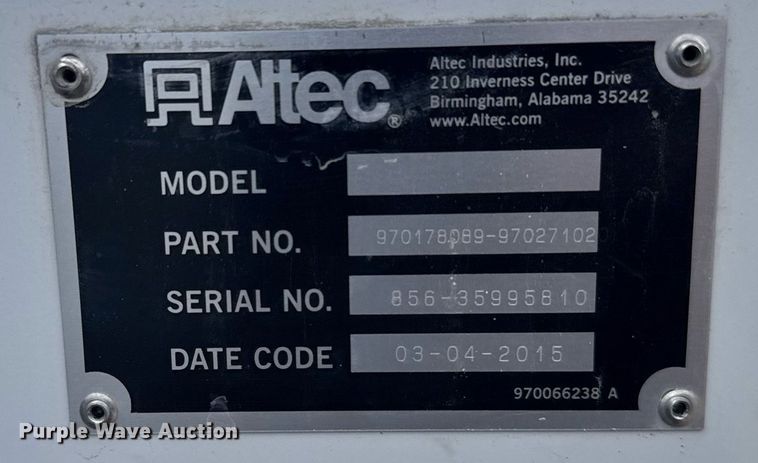 Altec®
Altec Industries, Inc.
210 Inverness Center Drive
Birmingham, Alabama 35242
www.Altec.com
MODEL
PART NO. 970178089-970271020
SERIAL NO. 856-35995810
DATE CODE 03-04-2015
970066238 A
Purple Wave Auction